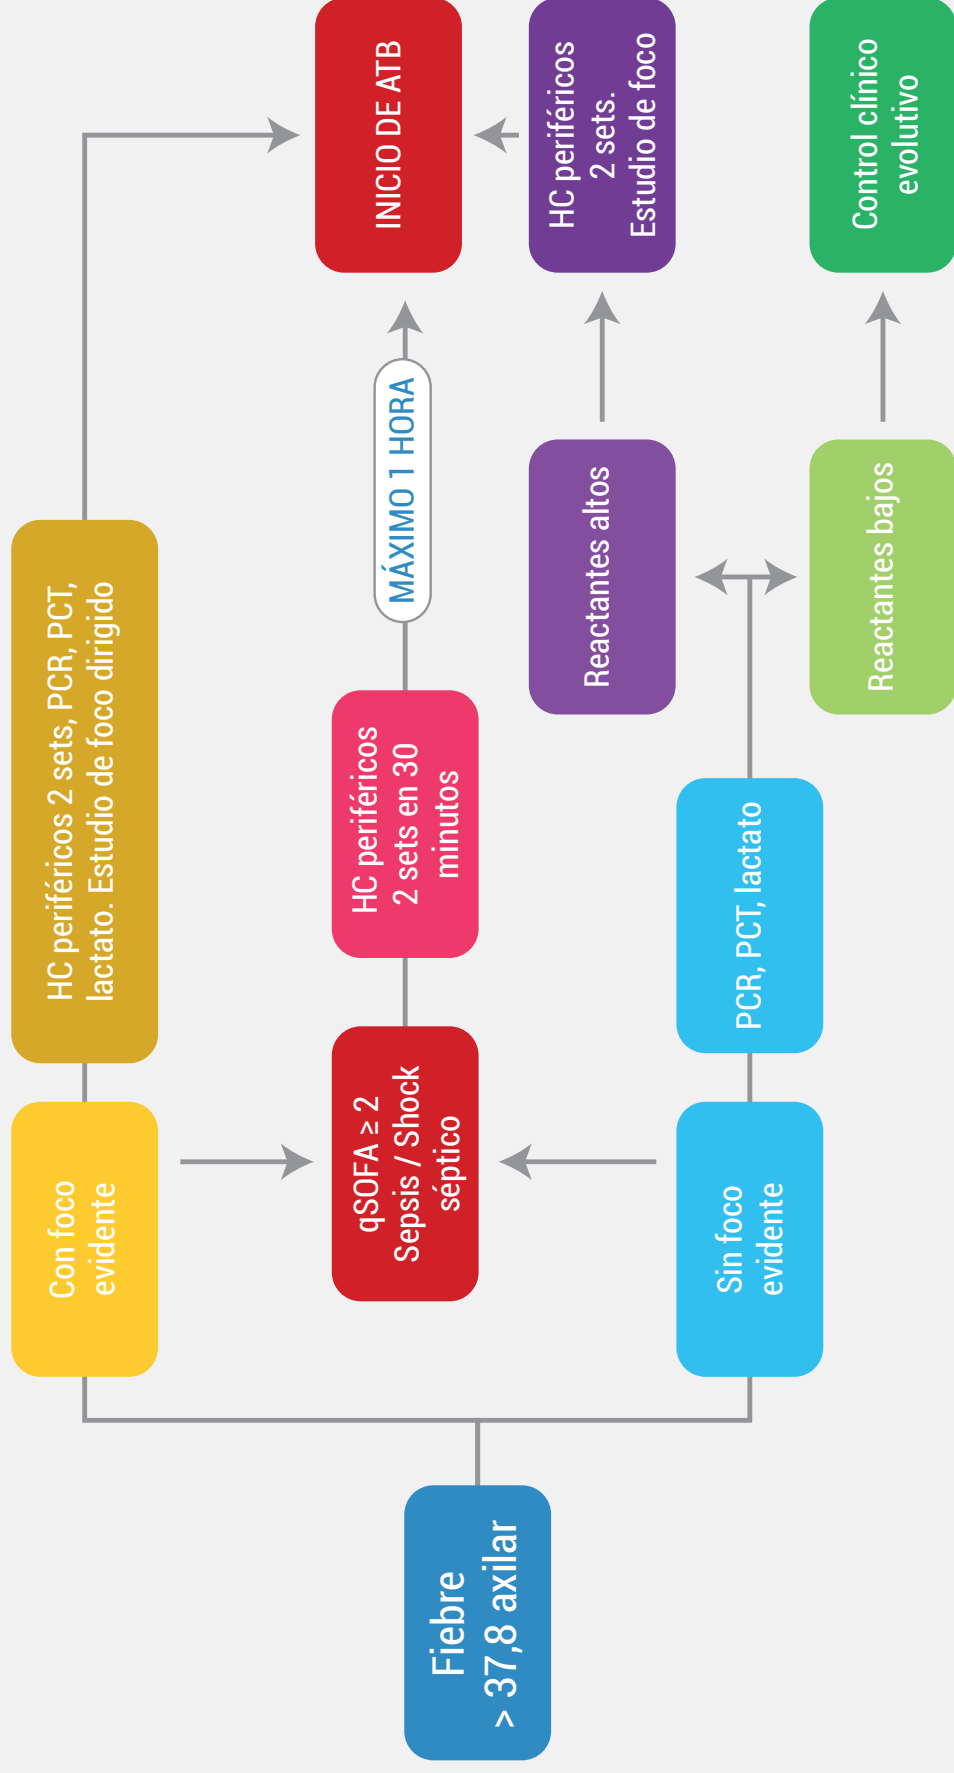 Fiebre
> 37,8 axilar
Con foco
evidente
HC periféricos 2 sets, PCR, PCT,
lactato. Estudio de foco dirigido
qSOFA ≥ 2
Sepsis / Shock
séptico
HC periféricos
2 sets en 30
minutos
MÁXIMO 1 HORA
INICIO DE ATB
Sin foco
evidente
PCR, PCT, lactato
Reactantes altos
HC periféricos
2 sets.
Estudio de foco
Reactantes bajos
Control clínico
evolutivo